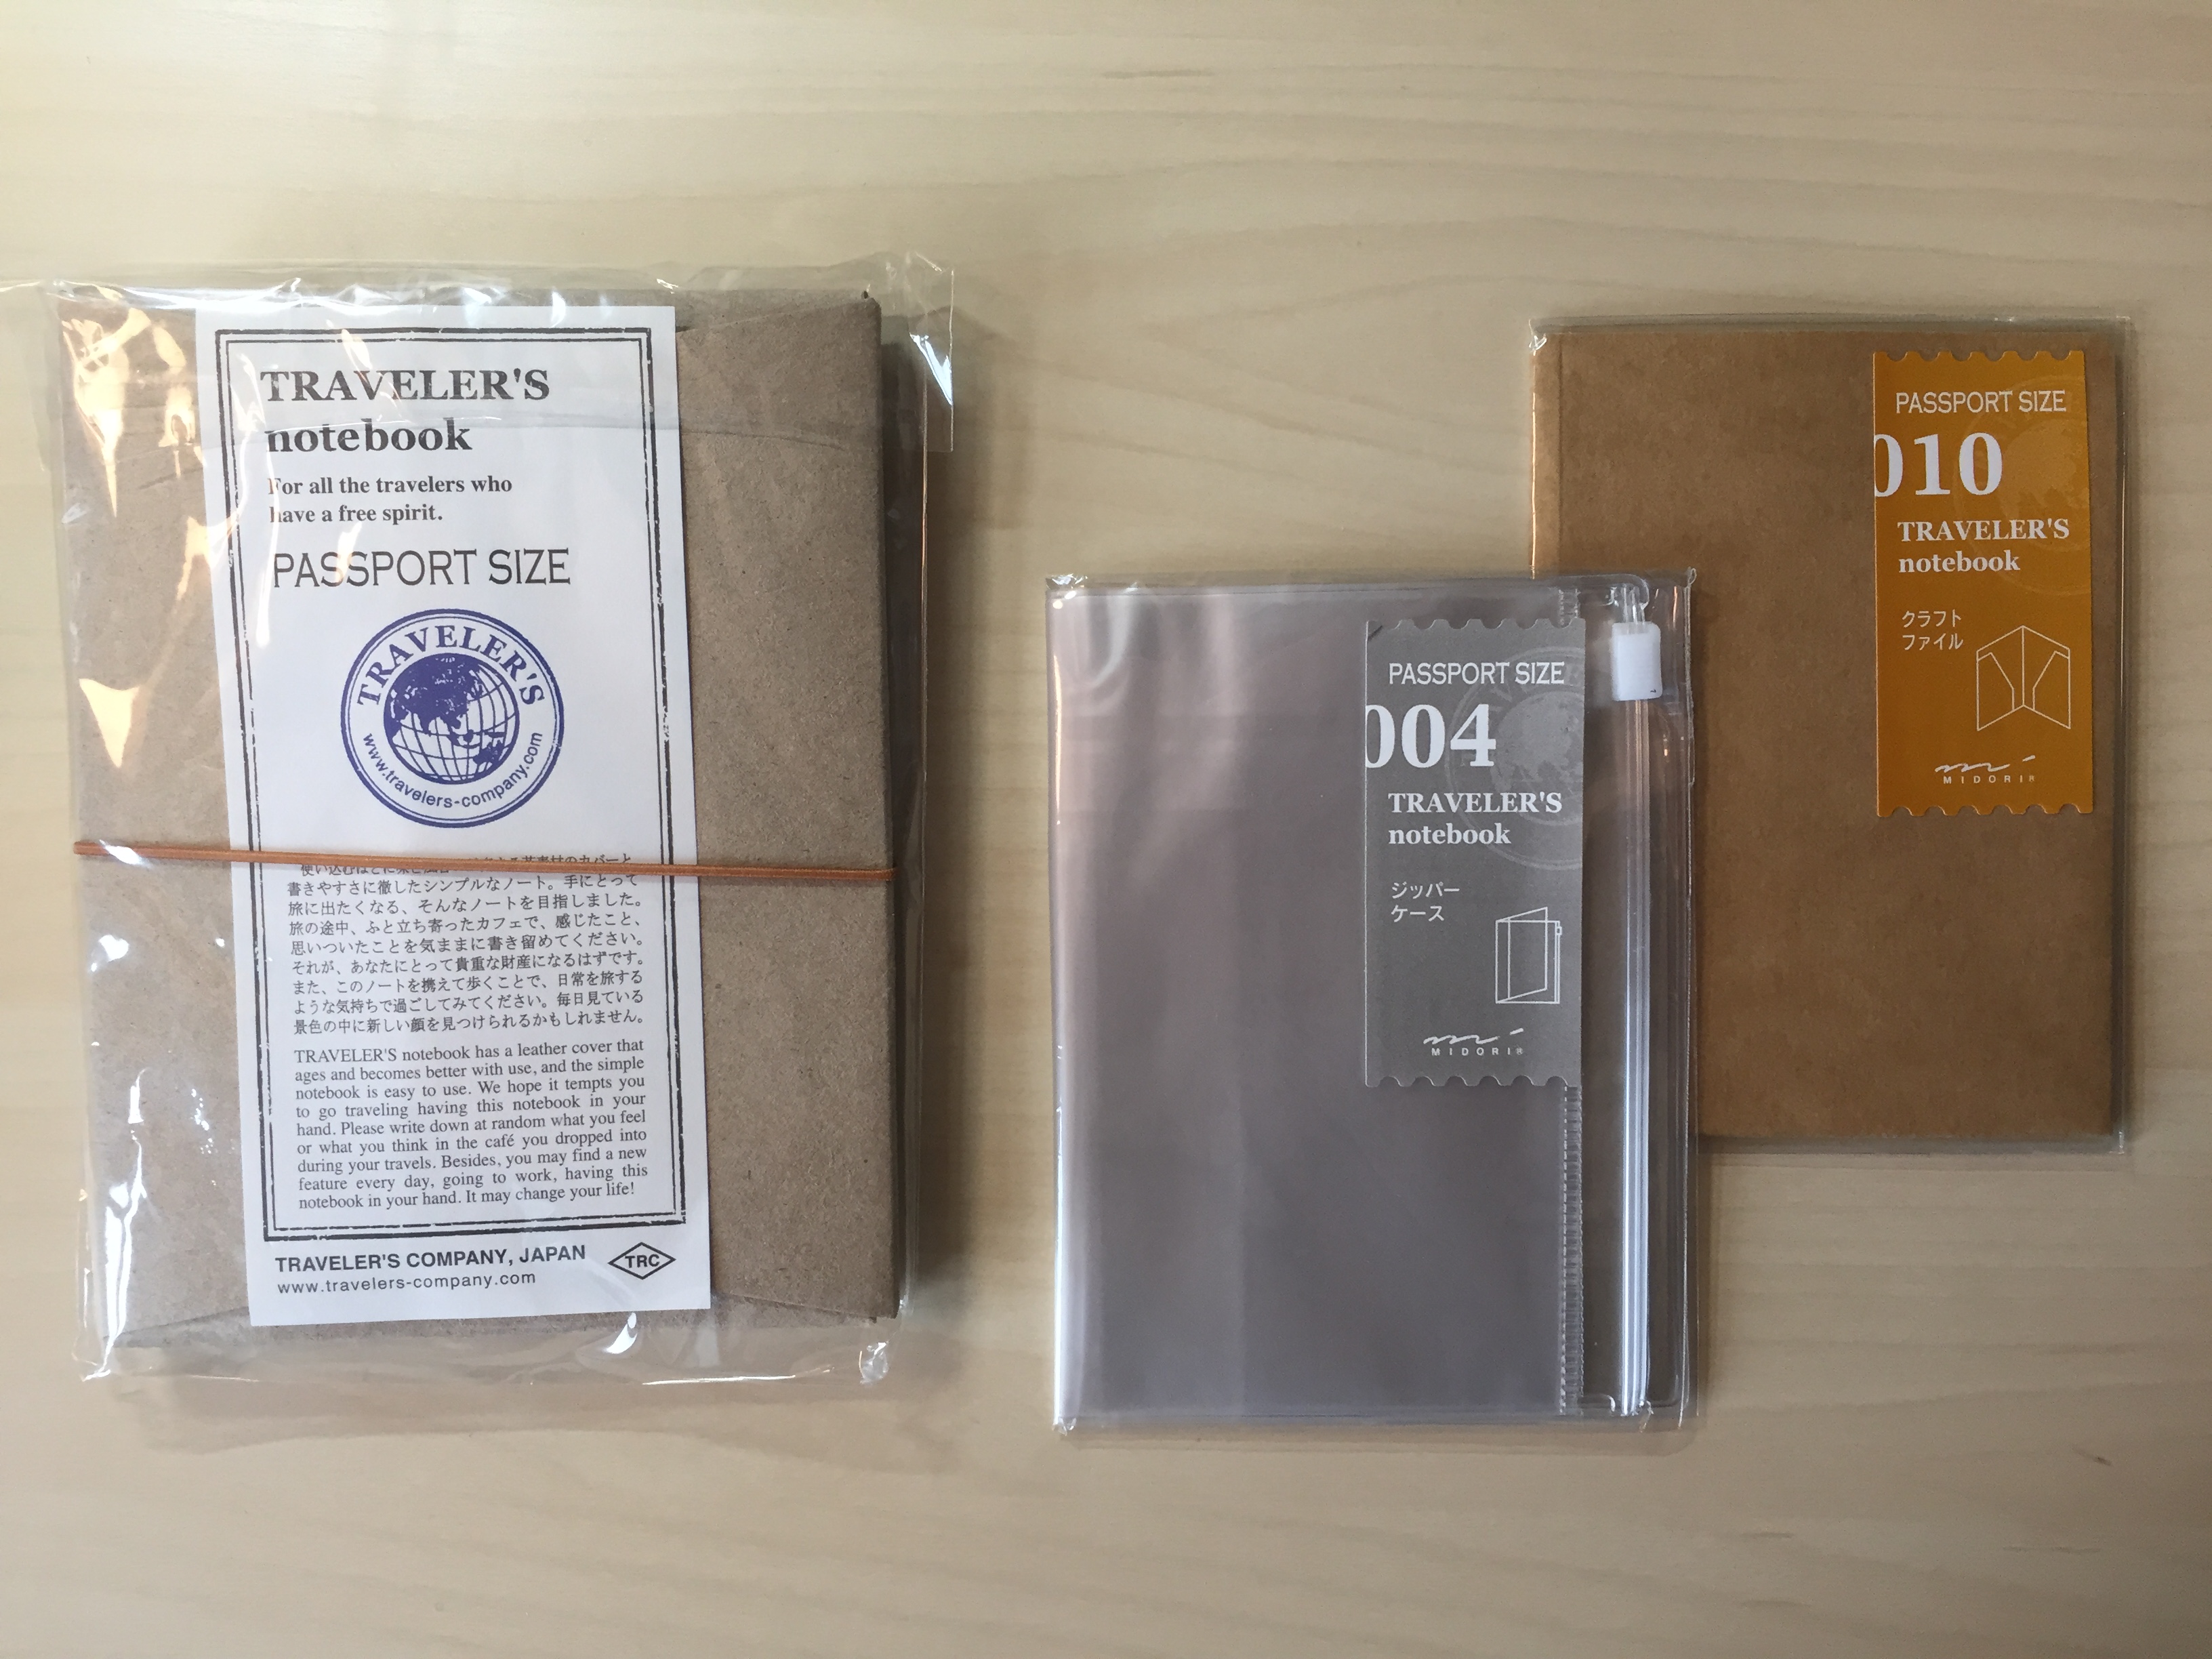 TRAVELER'S
notebook
For all the travelers who
have a free spirit.
PASSPORT SIZE
TRAVELER'S
www.travelers-company.com
革素材のカバーと
書きやすさに徹したシンプルなノート。手にとって
旅に出たくなる、そんなノートを目指しました。
旅の途中、ふと立ち寄ったカフェで、感じたこと、
思いついたことを気ままに書き留めてください。
それが、あなたにとって貴重な財産になるはずです。
また、このノートを携えて歩くことで、日常を旅する
ような気持ちで過ごしてみてください。毎日見ている
景色の中に新しい顔を見つけられるかもしれません。
TRAVELER'S notebook has a leather cover that
ages and becomes better with use, and the simple
notebook is easy to use. We hope it tempts you
to go traveling having this notebook in your
hand. Please write down at random what you feel
or what you think in the café you dropped into
during your travels. Besides, you may find a new
feature every day, going to work, having this
notebook in your hand. It may change your life!
TRAVELER'S COMPANY, JAPAN
TRC
www.travelers-company.com
PASSPORT SIZE
004
TRAVELER'S
notebook
ジッパー
ケース
MIDORI®
PASSPORT SIZE
010
TRAVELER'S
notebook
クラフト
ファイル
MIDORI®